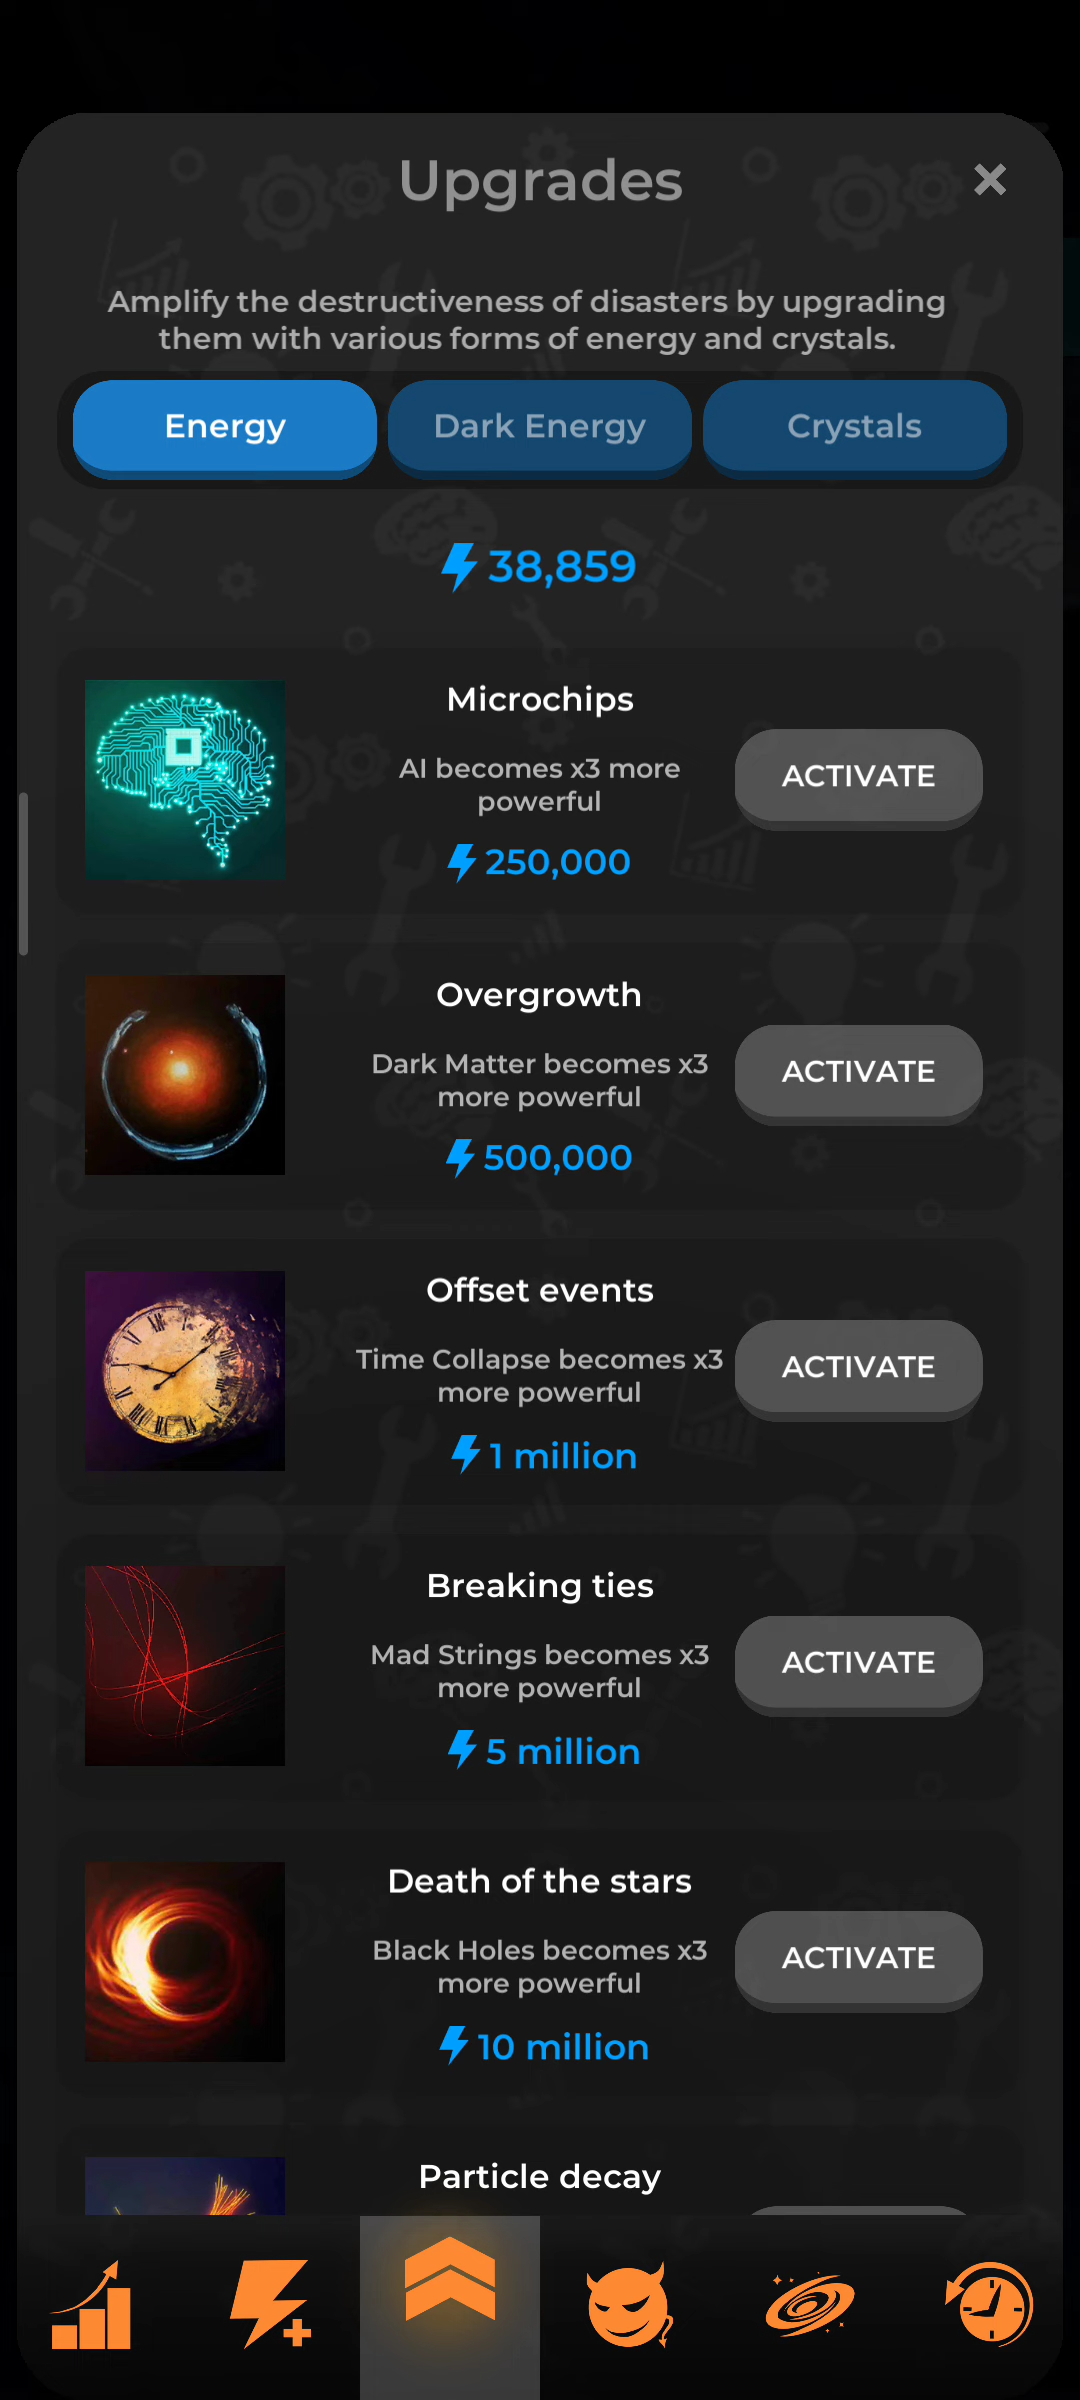 Upgrades
Amplify the destructiveness of disasters by upgrading
them with various forms of energy and crystals.
Energy
Dark Energy
Crystals
38,859
Microchips
AI becomes x3 more
powerful
250,000
ACTIVATE
Overgrowth
Dark Matter becomes x3
more powerful
500,000
ACTIVATE
Offset events
Time Collapse becomes x3
more powerful
1 million
ACTIVATE
Breaking ties
Mad Strings becomes x3
more powerful
5 million
ACTIVATE
Death of the stars
Black Holes becomes x3
more powerful
10 million
ACTIVATE
Particle decay